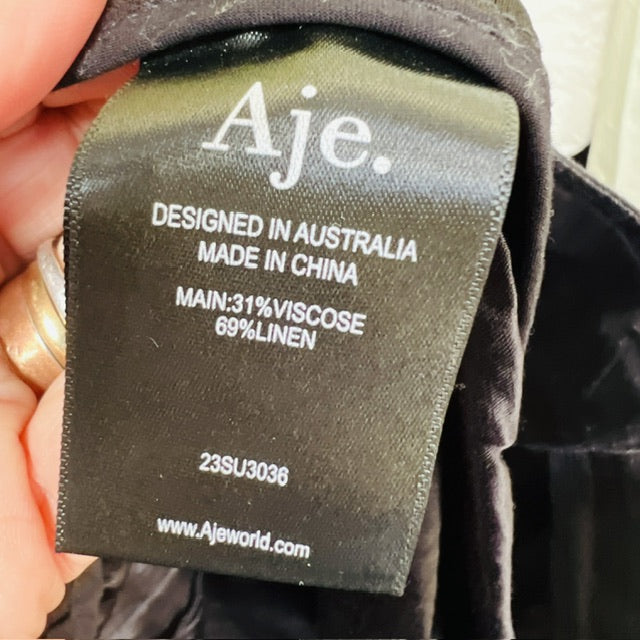 Aje.
DESIGNED IN AUSTRALIA
MADE IN CHINA
MAIN:31%VISCOSE
69%LINEN
23SU3036
www.Ajeworld.com